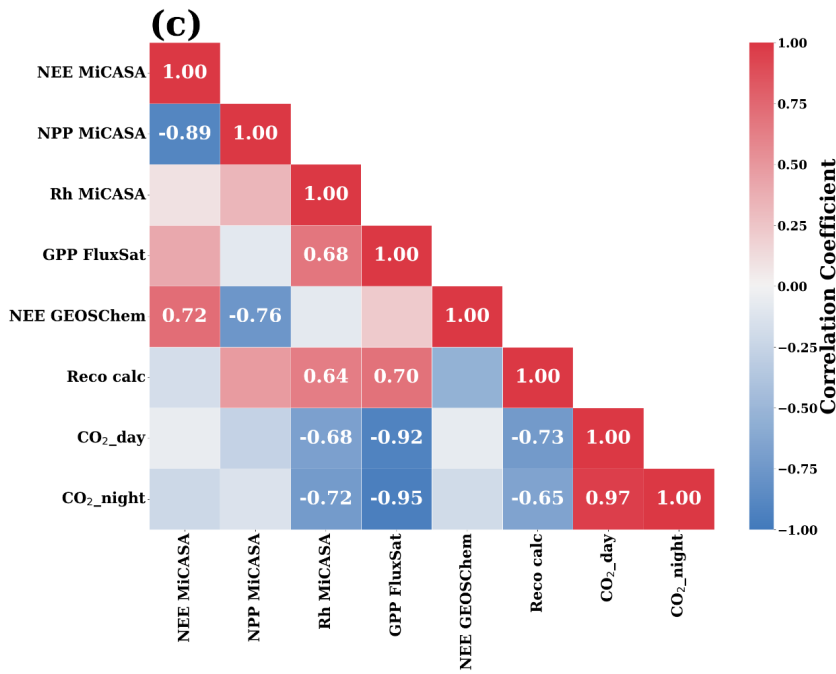 (c)
NEE MiCASA 1.00
NPP MiCASA -0.89 1.00
Rh MiCASA 1.00
GPP FluxSat 0.68 1.00
NEE GEOSChem 0.72 -0.76 1.00
Reco calc 0.64 0.70 1.00
CO₂_day -0.68 -0.92 -0.73 1.00
CO₂_night -0.72 -0.95 -0.65 0.97 1.00
NEE MiCASA
NPP MiCASA
Rh MiCASA
GPP FluxSat
NEE GEOSChem
Reco calc
CO₂_day
CO₂_night
1.00
0.75
0.50
0.25
0.00
−0.25
−0.50
−0.75
−1.00
Correlation Coefficient